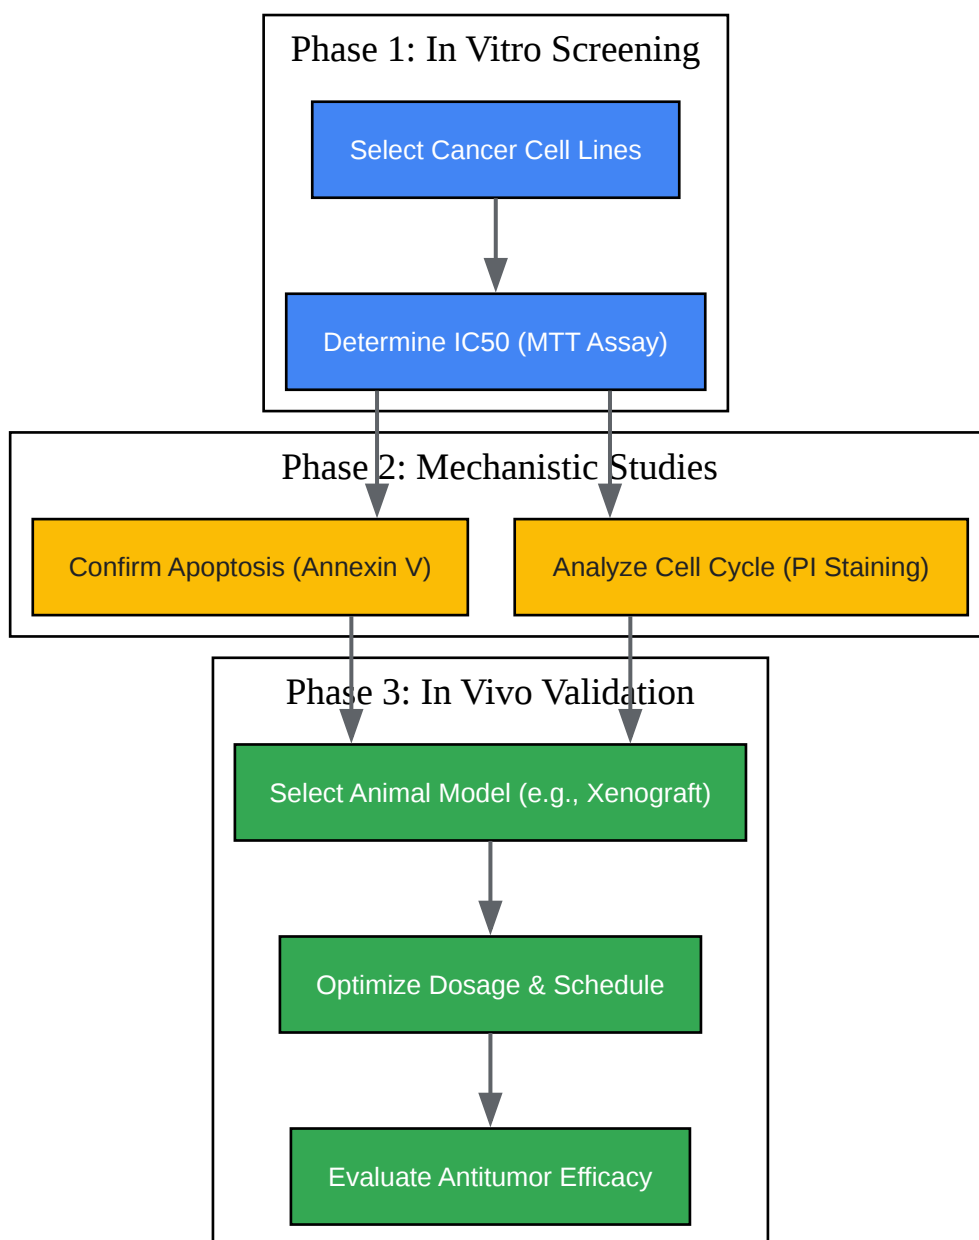 Phase 1: In Vitro Screening
Select Cancer Cell Lines
Determine IC50 (MTT Assay)
Phase 2: Mechanistic Studies
Confirm Apoptosis (Annexin V)
Analyze Cell Cycle (PI Staining)
Phase 3: In Vivo Validation
Select Animal Model (e.g., Xenograft)
Optimize Dosage & Schedule
Evaluate Antitumor Efficacy